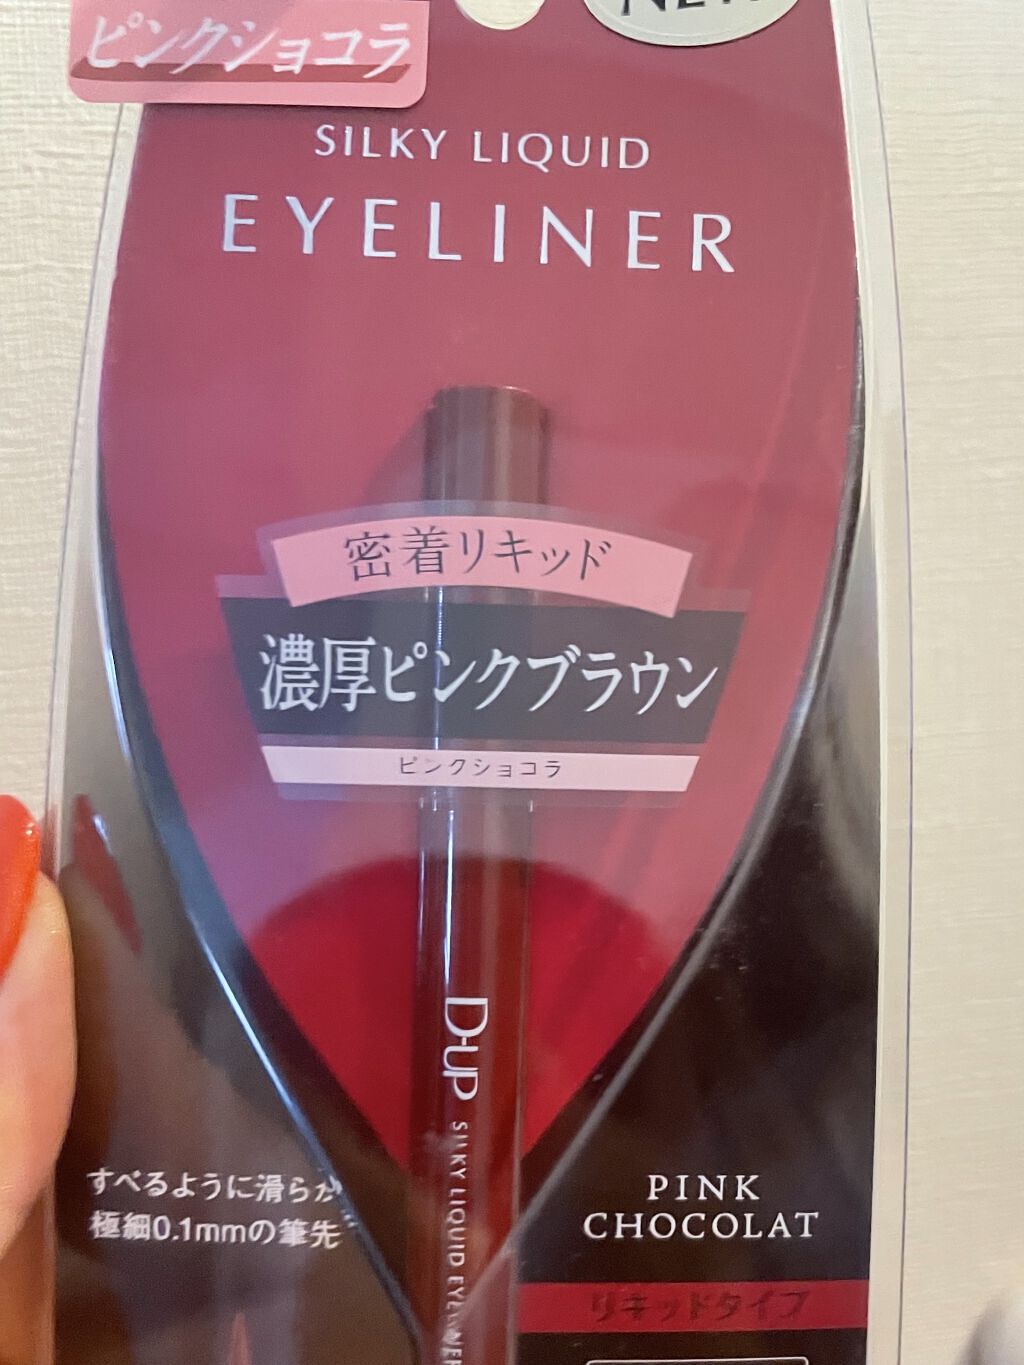 ピンクショコラ
NEW
SILKY LIQUID
EYELINER
密着リキッド
濃厚ピンクブラウン
ピンクショコラ
D-UP SILKY LIQUID EYELINER
すべるように滑らか
極細0.1mmの筆先
PINK
CHOCOLAT
リキッドタイプ